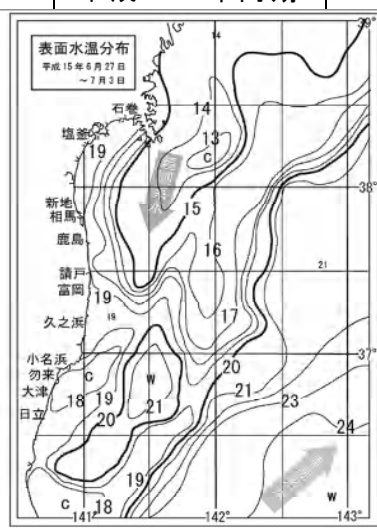 表面水温分布
平成15年6月27日
～7月3日
14
39°
石巻
14
塩釜
19
13
C
38°
新地
相馬
15
鹿島
16
請戸
21
富岡
19
久之浜
19
17
小名浜
37°
勿来
C
W
20
大津
18
19
21
21
23
日立
20
24
19
W
C
18
141°
142°
143°